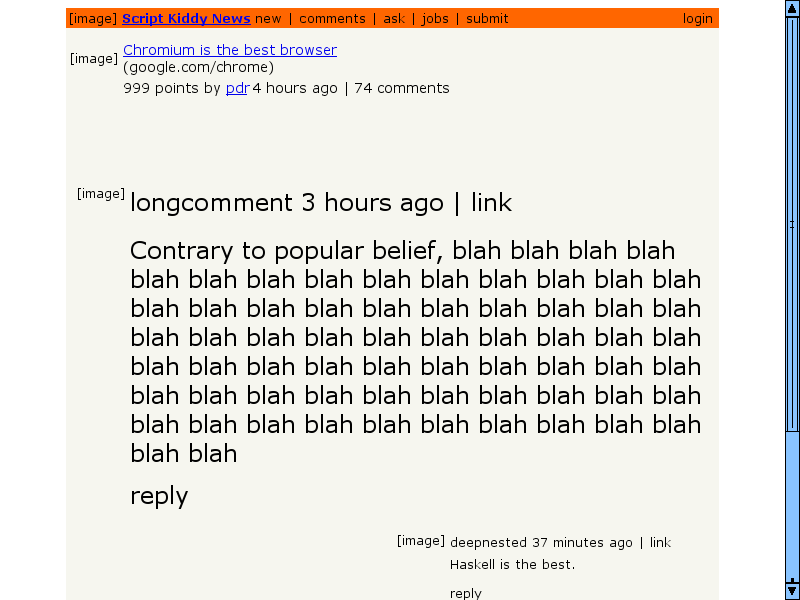 [image] Script Kiddy News new | comments | ask | jobs | submit login
[image] Chromium is the best browser
(google.com/chrome)
999 points by pdr 4 hours ago | 74 comments
[image] longcomment 3 hours ago | link
Contrary to popular belief, blah blah blah blah
blah blah blah blah blah blah blah blah blah blah
blah blah blah blah blah blah blah blah blah blah
blah blah blah blah blah blah blah blah blah blah
blah blah blah blah blah blah blah blah blah blah
blah blah blah blah blah blah blah blah blah blah
blah blah blah blah blah blah blah blah blah blah
blah blah
reply
[image] deepnested 37 minutes ago | link
Haskell is the best.
reply